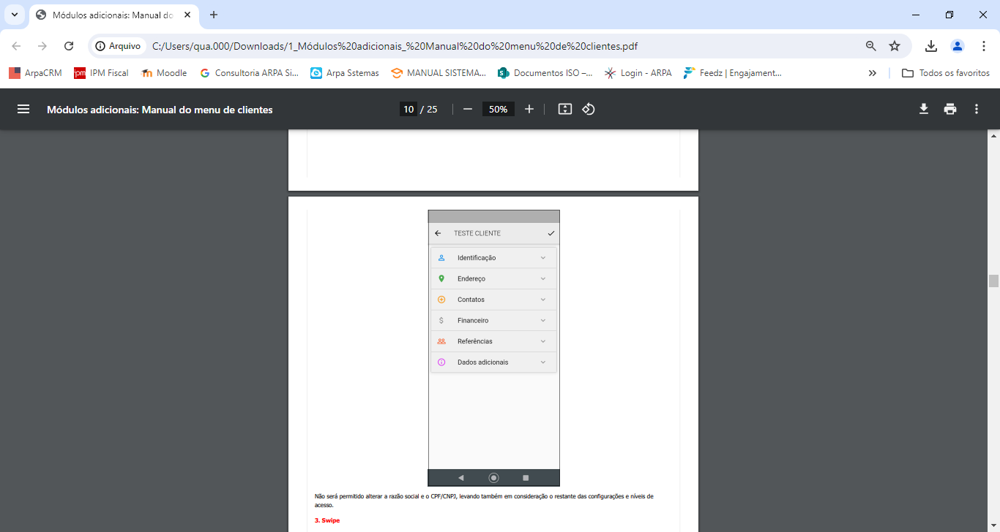 Módulos adicionais: Manual do
Arquivo
C:/Users/qua.000/Downloads/1_Módulos%20adicionais_%20Manual%20do%20menu%20de%20clientes.pdf
ArpaCRM
ipm
IPM Fiscal
Moodle
Consultoria ARPA Si...
Arpa Sstemas
MANUAL SISTEMA...
Documentos ISO –...
Login - ARPA
Feedz | Engajament...
Todos os favoritos
Módulos adicionais: Manual do menu de clientes
10 / 25
50%
TESTE CLIENTE
Identificação
Endereço
Contatos
Financeiro
Referências
Dados adicionais
Não será permitido alterar a razão social e o CPF/CNPJ, levando também em consideração o restante das configurações e níveis de
acesso.
3. Swipe